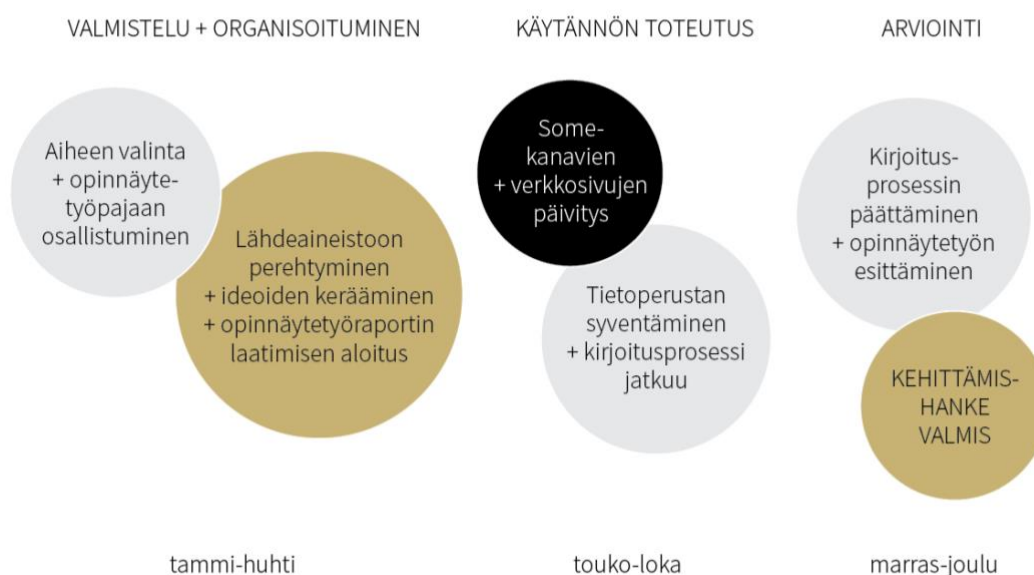 VALMISTELU + ORGANISOITUMINEN
Aiheen valinta
+ opinnäyte-
työpajaan
osallistuminen
Lähdeaineistoon
perehtyminen
+ ideoiden kerääminen
+ opinnäytetyöraportin
laatimisen aloitus
tammi-huhti
KÄYTÄNNÖN TOTEUTUS
Some-
kanavien
+ verkkosivujen
päivitys
Tietoperustan
syventäminen
+ kirjoitusprosessi
jatkuu
touko-loka
ARVIOINTI
Kirjoitus-
prosessin
päättäminen
+ opinnäytetyön
esittäminen
KEHITTÄMIS-
HANKE
VALMIS
marras-joulu